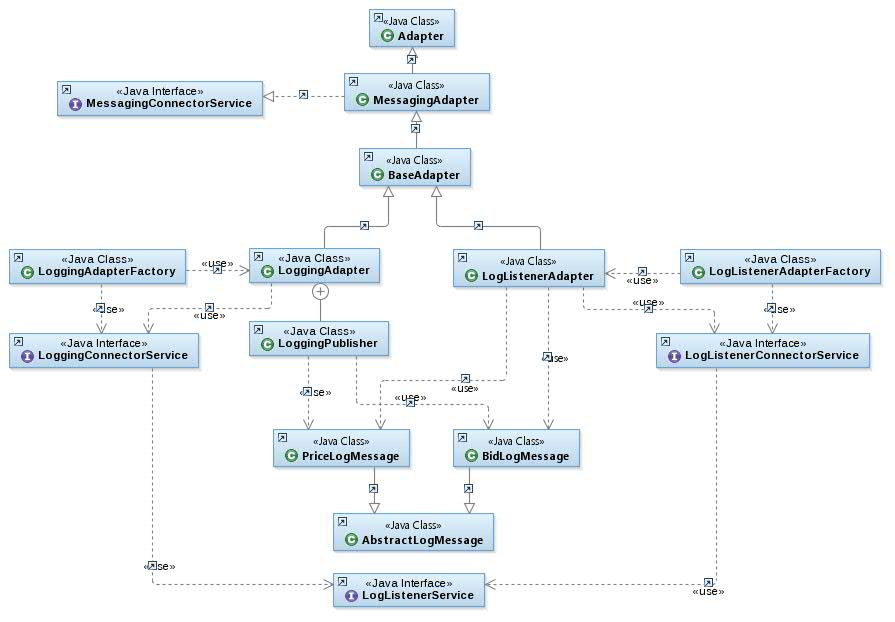 «Java Class»
Adapter
«Java Interface»
MessagingConnectorService
«Java Class»
MessagingAdapter
«Java Class»
BaseAdapter
«Java Class»
LoggingAdapterFactory
«use»
«Java Class»
LoggingAdapter
«Java Class»
LogListenerAdapter
«use»
«Java Class»
LogListenerAdapterFactory
«use»
«use»
«use»
«use»
«Java Interface»
LoggingConnectorService
«Java Class»
LoggingPublisher
«Java Interface»
LogListenerConnectorService
«use»
«use»
«use»
«use»
«Java Class»
PriceLogMessage
«Java Class»
BidLogMessage
«Java Class»
AbstractLogMessage
«use»
«Java Interface»
LogListenerService
«use»